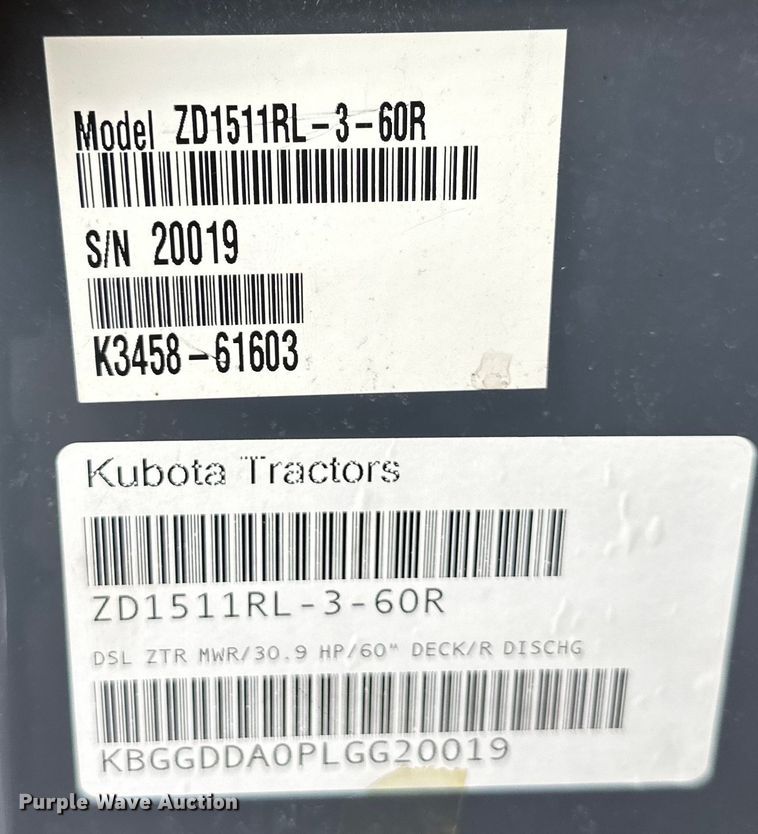 Model ZD1511RL-3-60R
S/N 20019
K3458-61603
Kubota Tractors
ZD1511RL-3-60R
DSL ZTR MWR/30.9 HP/60" DECK/R DISCHG
KBGGDDA0PLGG20019
Purple Wave Auction